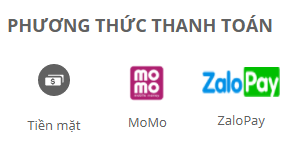 PHƯƠNG THỨC THANH TOÁN
mo
mo
ZaloPay
Tiền mặt
MoMo
ZaloPay